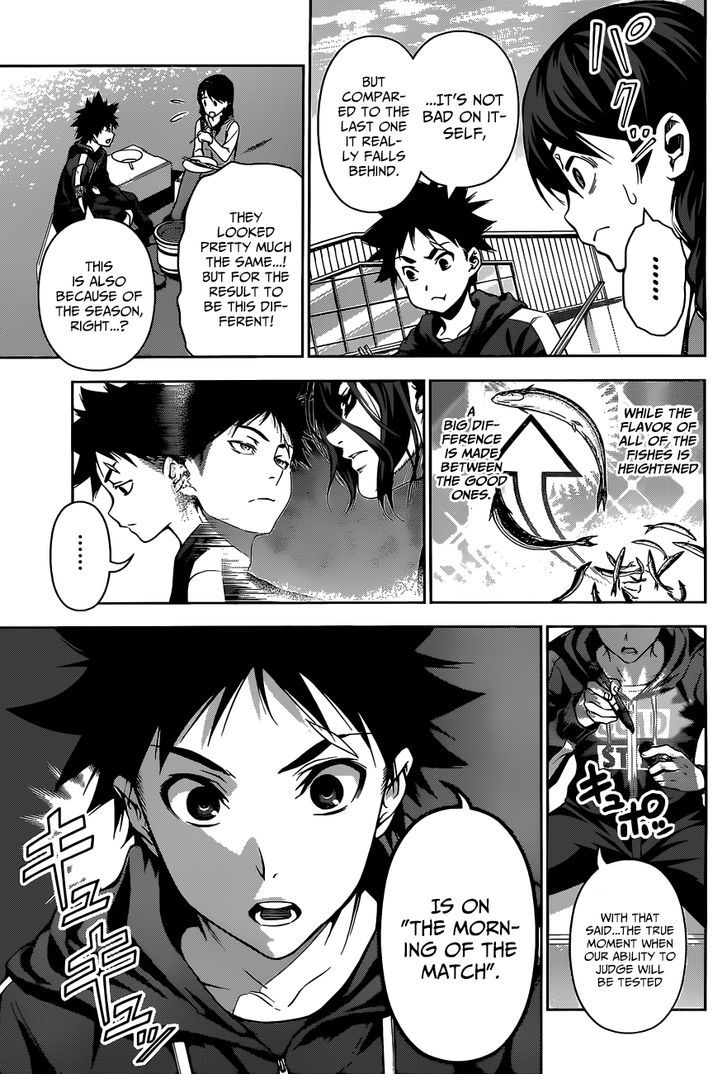 パクッ
...IT'S NOT
BAD ON IT-
SELF,
BUT
COMPAR-
ED TO THE
LAST ONE
IT REAL-
LY FALLS
BEHIND.
......
THEY
LOOKED
PRETTY MUCH
THE SAME...!
BUT FOR THE
RESULT TO
BE THIS DIF-
FERENT!
THIS
IS ALSO
BECAUSE OF
THE SEASON,
RIGHT...?
WHILE THE
FLAVOR OF
ALL OF THE
FISHES IS
HEIGHTENED
A
BIG DIF-
FERENCE
IS MADE
BETWEEN
THE GOOD
ONES.
......
キュポッ
WITH THAT
SAID...THE TRUE
MOMENT WHEN
OUR ABILITY TO
JUDGE WILL
BE TESTED
IS ON
"THE MORN-
ING OF THE
MATCH".
キュ
キュッ